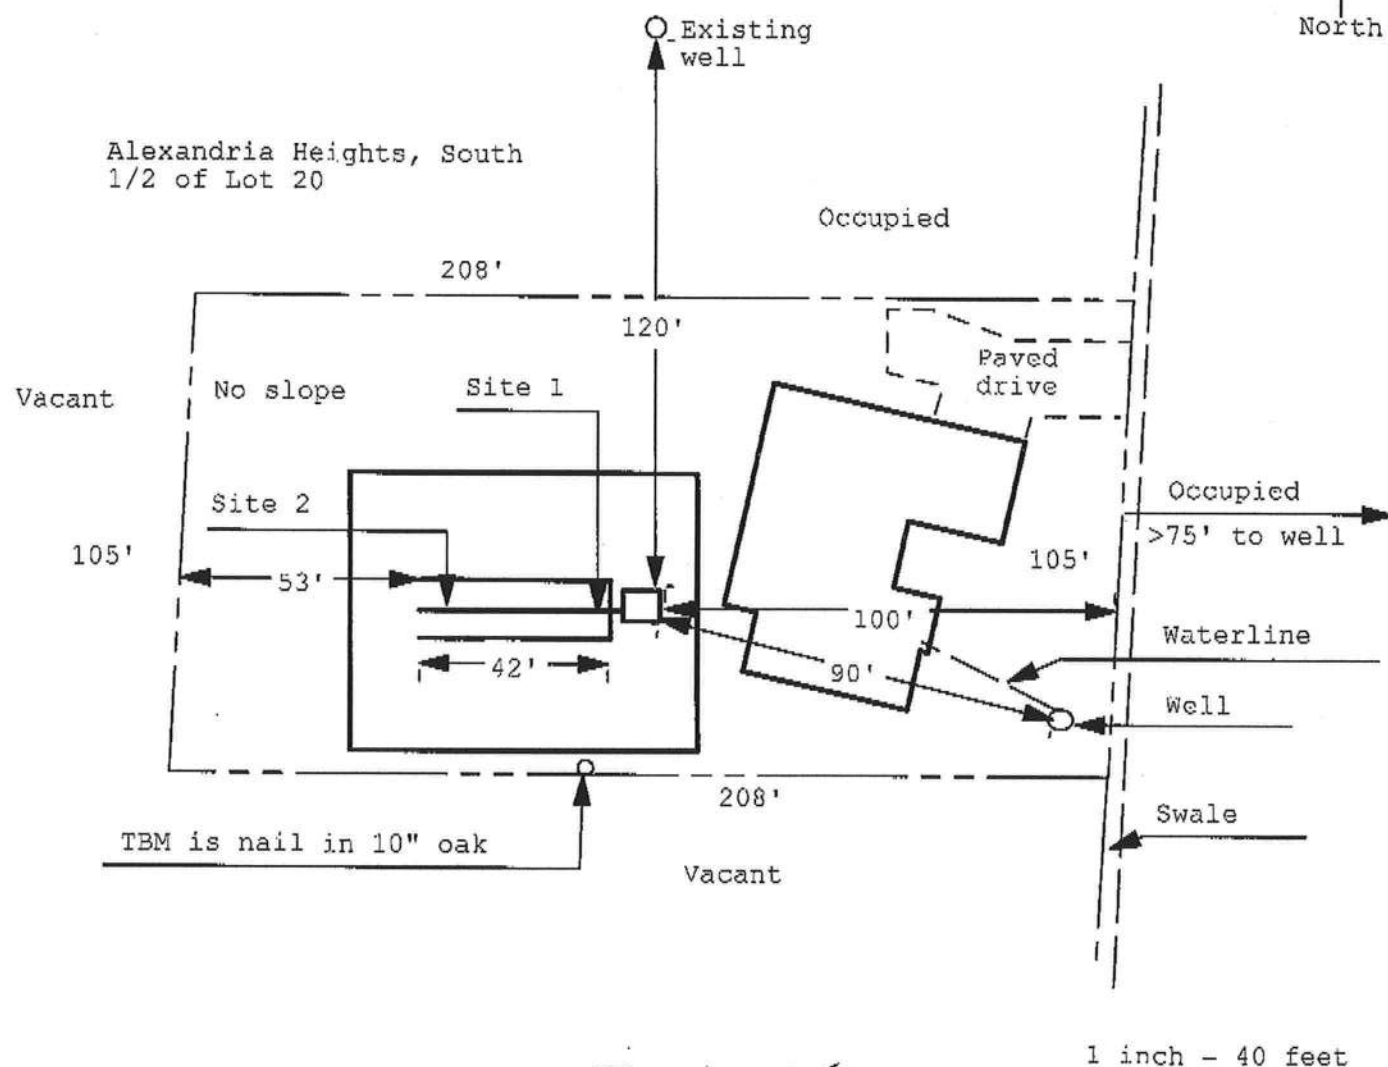 North
Existing
well
Alexandria Heights, South
1/2 of Lot 20
Occupied
208'
120'
Paved
drive
Vacant
No slope
Site 1
Site 2
Occupied
>75' to well
105'
53'
105'
100'
Waterline
42'
90'
Well
208'
Swale
TBM is nail in 10" oak
Vacant
1 inch - 40 feet